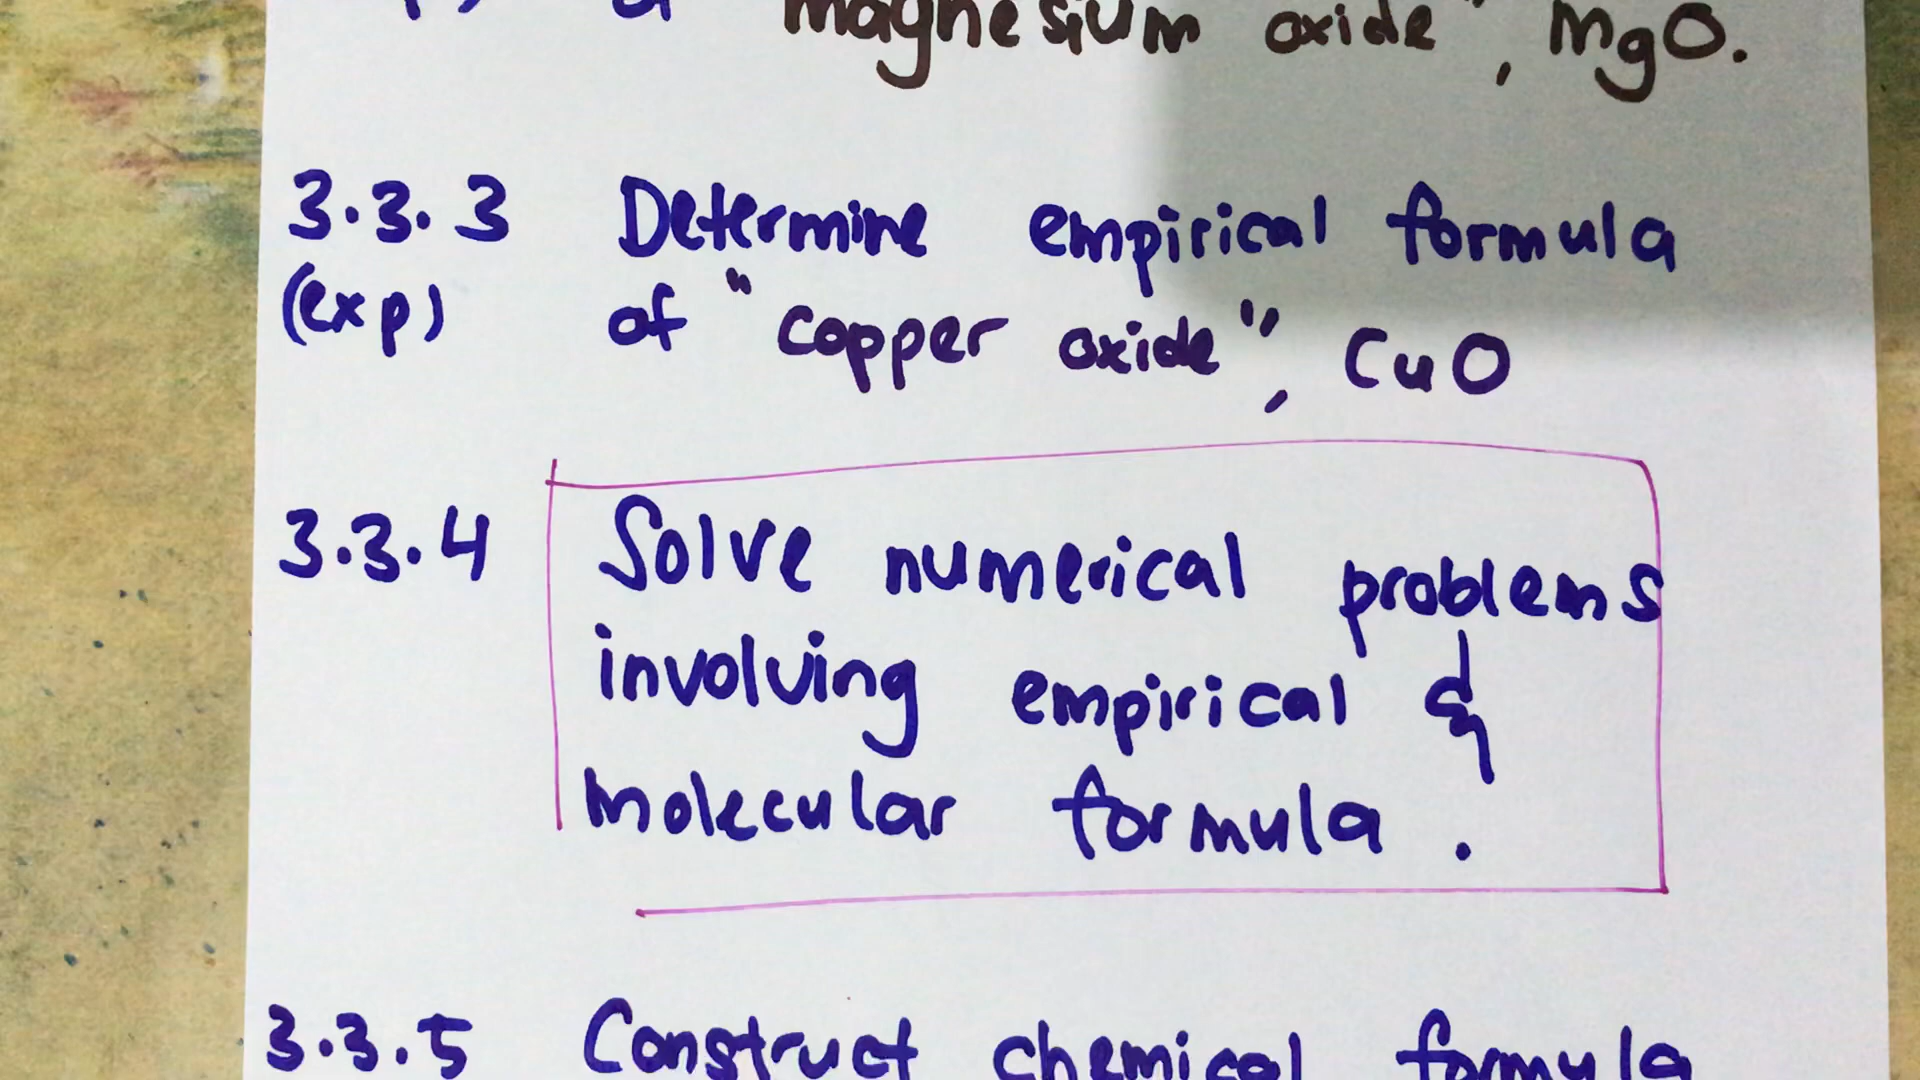 magnesium oxide", MgO.
3.3.3 Determine empirical formula
(exp) of "copper oxide", CuO
3.3.4 Solve numerical problems
involving empirical &
molecular formula.
3.3.5 Construct chemical formula